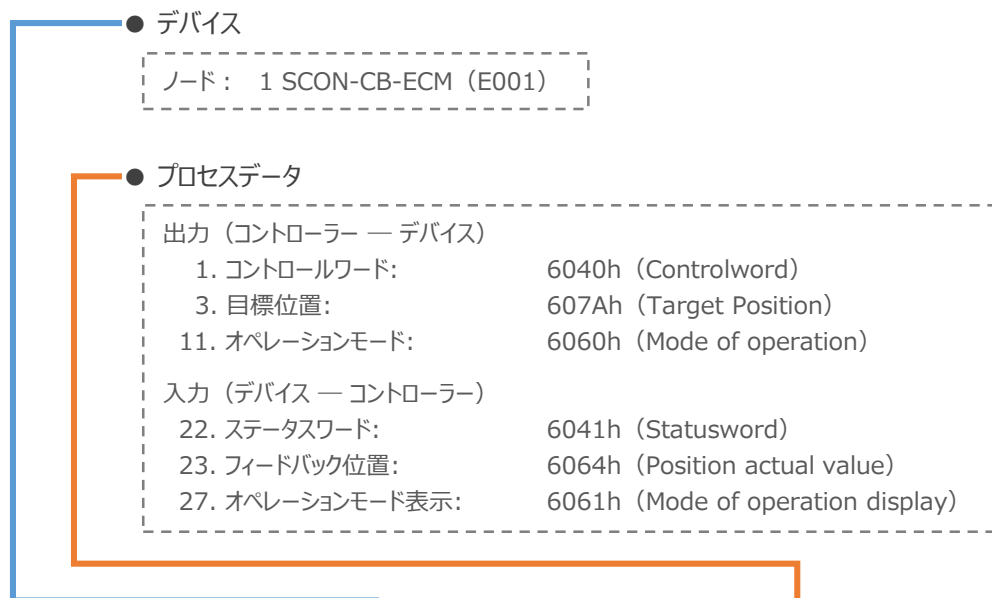 ● デバイス
ノード： 1 SCON-CB-ECM（E001）
● プロセスデータ
出力（コントローラー ― デバイス）
1. コントロールワード: 6040h（Controlword）
3. 目標位置: 607Ah（Target Position）
11. オペレーションモード: 6060h（Mode of operation）
入力（デバイス ― コントローラー）
22. ステータスワード: 6041h（Statusword）
23. フィードバック位置: 6064h（Position actual value）
27. オペレーションモード表示: 6061h（Mode of operation display）